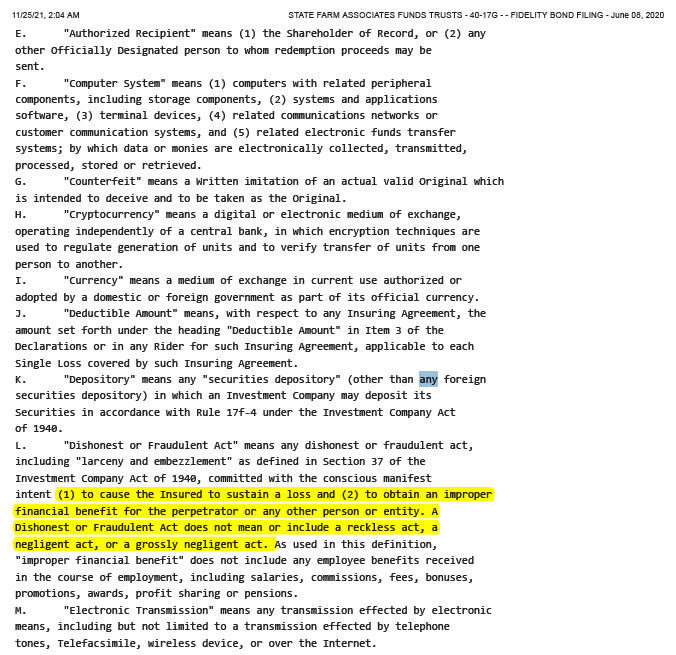 11/25/21, 2:04 AM STATE FARM ASSOCIATES FUNDS TRUSTS - 40-17G - - FIDELITY BOND FILING - June 08, 2020
E. "Authorized Recipient" means (1) the Shareholder of Record, or (2) any
other Officially Designated person to whom redemption proceeds may be
sent.
F. "Computer System" means (1) computers with related peripheral
components, including storage components, (2) systems and applications
software, (3) terminal devices, (4) related communications networks or
customer communication systems, and (5) related electronic funds transfer
systems; by which data or monies are electronically collected, transmitted,
processed, stored or retrieved.
G. "Counterfeit" means a Written imitation of an actual valid Original which
is intended to deceive and to be taken as the Original.
H. "Cryptocurrency" means a digital or electronic medium of exchange,
operating independently of a central bank, in which encryption techniques are
used to regulate generation of units and to verify transfer of units from one
person to another.
I. "Currency" means a medium of exchange in current use authorized or
adopted by a domestic or foreign government as part of its official currency.
J. "Deductible Amount" means, with respect to any Insuring Agreement, the
amount set forth under the heading "Deductible Amount" in Item 3 of the
Declarations or in any Rider for such Insuring Agreement, applicable to each
Single Loss covered by such Insuring Agreement.
K. "Depository" means any "securities depository" (other than any foreign
securities depository) in which an Investment Company may deposit its
Securities in accordance with Rule 17f-4 under the Investment Company Act
of 1940.
L. "Dishonest or Fraudulent Act" means any dishonest or fraudulent act,
including "larceny and embezzlement" as defined in Section 37 of the
Investment Company Act of 1940, committed with the conscious manifest
intent (1) to cause the Insured to sustain a loss and (2) to obtain an improper
financial benefit for the perpetrator or any other person or entity. A
Dishonest or Fraudulent Act does not mean or include a reckless act, a
negligent act, or a grossly negligent act. As used in this definition,
"improper financial benefit" does not include any employee benefits received
in the course of employment, including salaries, commissions, fees, bonuses,
promotions, awards, profit sharing or pensions.
M. "Electronic Transmission" means any transmission effected by electronic
means, including but not limited to a transmission effected by telephone
tones, Telefacsimile, wireless device, or over the Internet.